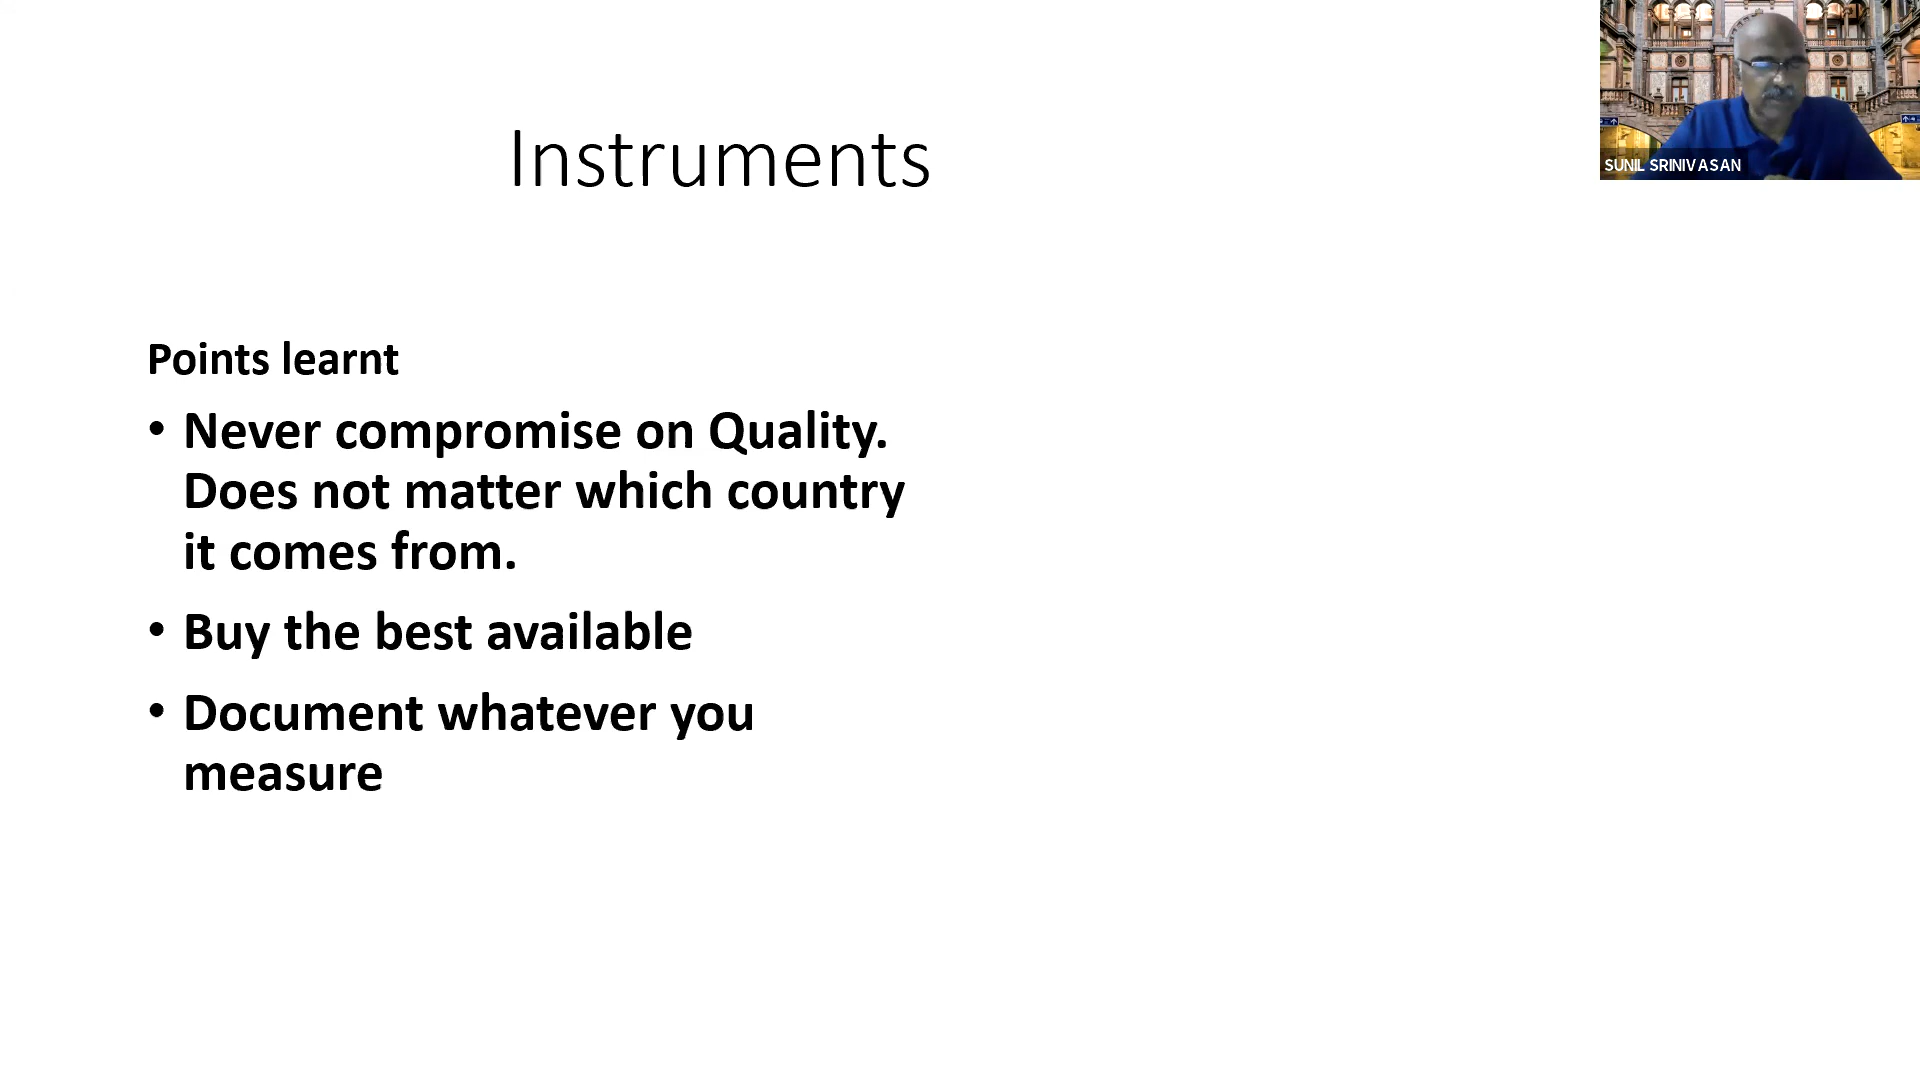 Instruments
SUNIL SRINIVASAN
Points learnt
• Never compromise on Quality.
Does not matter which country
it comes from.
• Buy the best available
• Document whatever you
measure